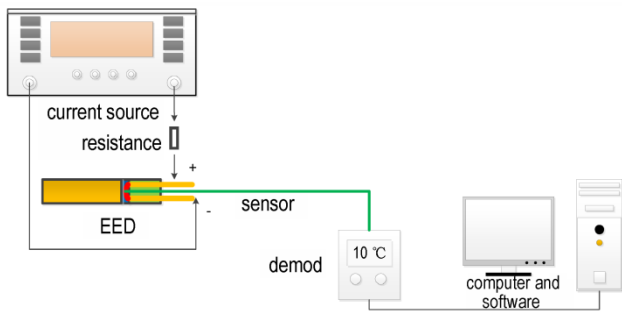 current source
resistance
+
-
EED
sensor
demod
10 ℃
computer and
software